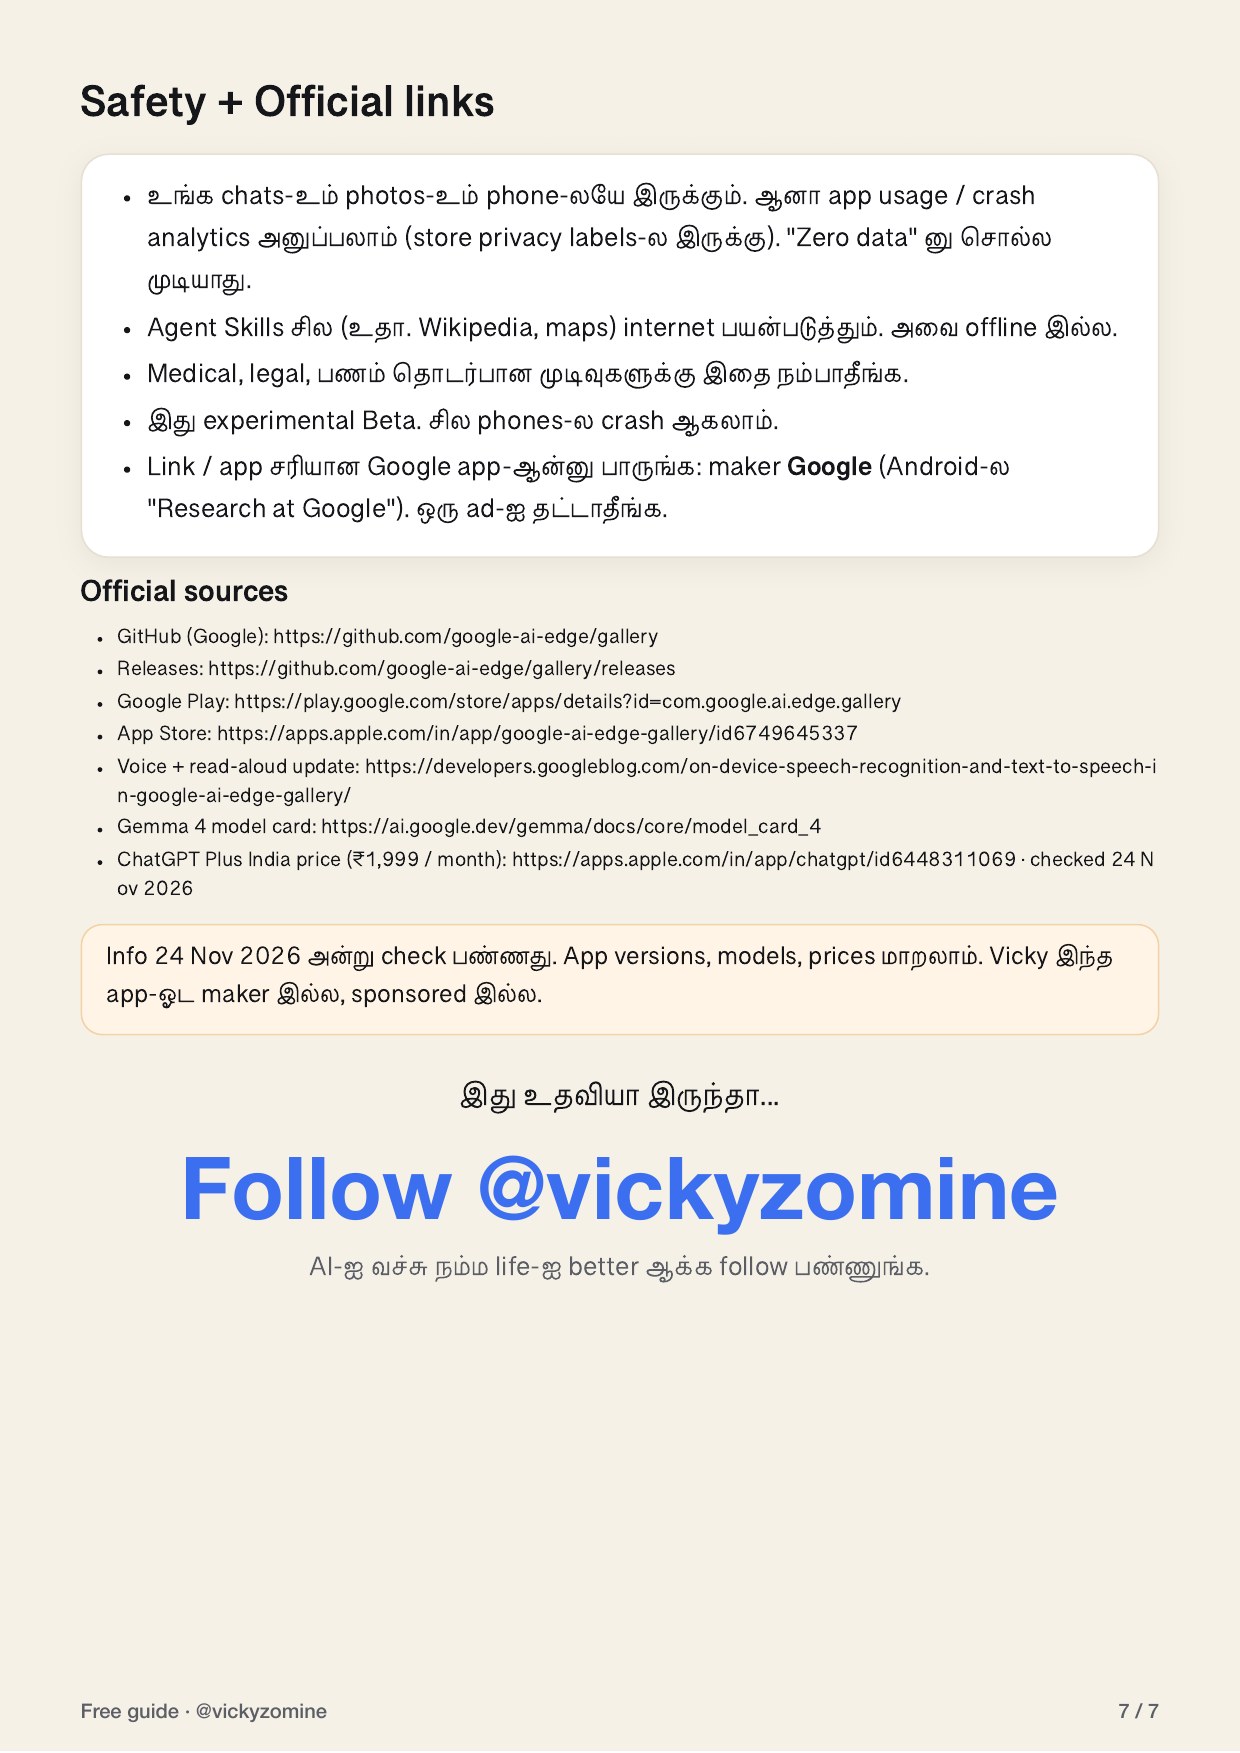 Safety + Official links
• உங்க chats-உம் photos-உம் phone-லயே இருக்கும். ஆனா app usage / crash
analytics அனுப்பலாம் (store privacy labels-ல இருக்கு). "Zero data" னு சொல்ல
முடியாது.
• Agent Skills சில (உதா. Wikipedia, maps) internet பயன்படுத்தும். அவை offline இல்ல.
• Medical, legal, பணம் தொடர்பான முடிவுகளுக்கு இதை நம்பாதீங்க.
• இது experimental Beta. சில phones-ல crash ஆகலாம்.
• Link / app சரியான Google app-ஆன்னு பாருங்க: maker Google (Android-ல
"Research at Google"). ஒரு ad-ஐ தட்டாதீங்க.
Official sources
• GitHub (Google): https://github.com/google-ai-edge/gallery
• Releases: https://github.com/google-ai-edge/gallery/releases
• Google Play: https://play.google.com/store/apps/details?id=com.google.ai.edge.gallery
• App Store: https://apps.apple.com/in/app/google-ai-edge-gallery/id6749645337
• Voice + read-aloud update: https://developers.googleblog.com/on-device-speech-recognition-and-text-to-speech-i
n-google-ai-edge-gallery/
• Gemma 4 model card: https://ai.google.dev/gemma/docs/core/model_card_4
• ChatGPT Plus India price (₹1,999 / month): https://apps.apple.com/in/app/chatgpt/id6448311069 · checked 24 N
ov 2026
Info 24 Nov 2026 அன்று check பண்ணது. App versions, models, prices மாறலாம். Vicky இந்த
app-ஓட maker இல்ல, sponsored இல்ல.
இது உதவியா இருந்தா...
Follow @vickyzomine
AI-ஐ வச்சு நம்ம life-ஐ better ஆக்க follow பண்ணுங்க.
Free guide · @vickyzomine
7 / 7